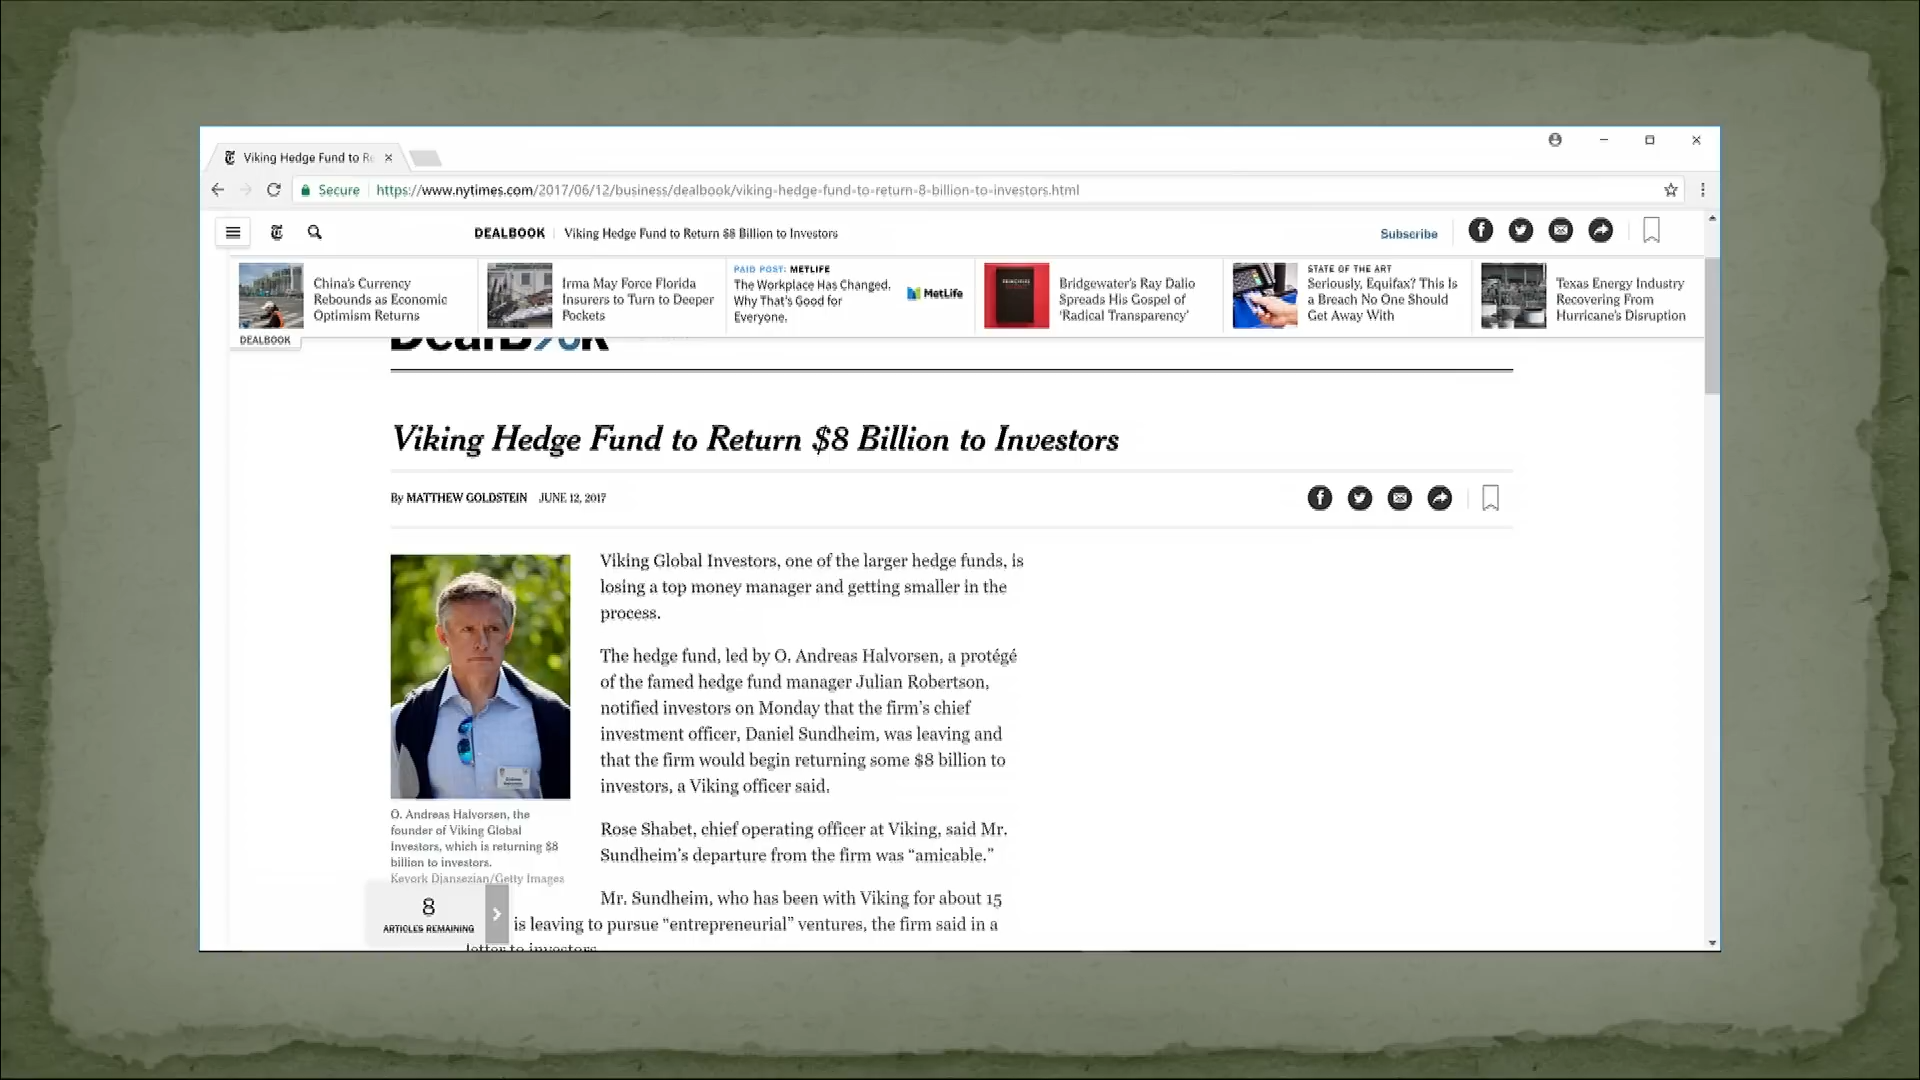 Viking Hedge Fund to Re
Secure https://www.nytimes.com/2017/06/12/business/dealbook/viking-hedge-fund-to-return-8-billion-to-investors.html
DEALBOOK Viking Hedge Fund to Return $8 Billion to Investors
Subscribe
China's Currency
Rebounds as Economic
Optimism Returns
Irma May Force Florida
Insurers to Turn to Deeper
Pockets
PAID POST: METLIFE
The Workplace Has Changed.
Why That's Good for
Everyone.
MetLife
Bridgewater's Ray Dalio
Spreads His Gospel of
'Radical Transparency'
STATE OF THE ART
Seriously, Equifax? This Is
a Breach No One Should
Get Away With
Texas Energy Industry
Recovering From
Hurricane's Disruption
DEALBOOK
DealBook
Viking Hedge Fund to Return $8 Billion to Investors
By MATTHEW GOLDSTEIN JUNE 12, 2017
Viking Global Investors, one of the larger hedge funds, is
losing a top money manager and getting smaller in the
process.
The hedge fund, led by O. Andreas Halvorsen, a protégé
of the famed hedge fund manager Julian Robertson,
notified investors on Monday that the firm's chief
investment officer, Daniel Sundheim, was leaving and
that the firm would begin returning some $8 billion to
investors, a Viking officer said.
Rose Shabet, chief operating officer at Viking, said Mr.
Sundheim's departure from the firm was “amicable.”
Mr. Sundheim, who has been with Viking for about 15
is leaving to pursue “entrepreneurial” ventures, the firm said in a
letter to investors.
O. Andreas Halvorsen, the
founder of Viking Global
Investors, which is returning $8
billion to investors.
Kevork Djansezian/Getty Images
8
ARTICLES REMAINING